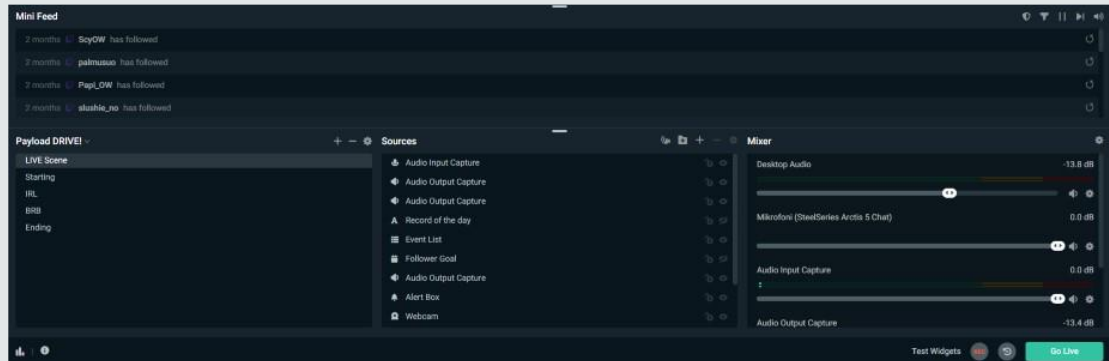 Mini Feed
2 months ScyOW has followed
2 months palmusuo has followed
2 months Papi_OW has followed
2 months slushie_no has followed
Payload DRIVE!
LIVE Scene
Starting
IRL
BRB
Ending
Sources
Audio Input Capture
Audio Output Capture
Audio Output Capture
Record of the day
Event List
Follower Goal
Audio Output Capture
Alert Box
Webcam
Mixer
Desktop Audio -13.8 dB
Mikrofoni (SteelSeries Arctis 5 Chat) 0.0 dB
Audio Input Capture 0.0 dB
Audio Output Capture -13.4 dB
Test Widgets REC Go Live